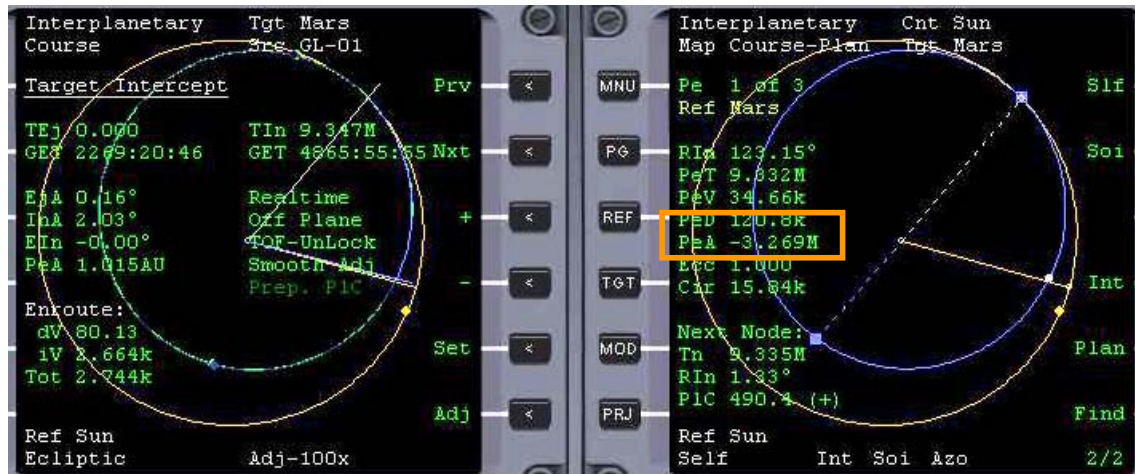 Interplanetary Tgt Mars
Course Src GL-01
Target Intercept
TEj 0.000 TIn 9.347M
GET 2269:20:46 GET 4865:55:55
EjA 0.16° Realtime
InA 2.03° Off Plane
EIn -0.00° TOF-UnLock
PeA 1.015AU Smooth Adj
Prep. PlC
Enroute:
dV 80.13
iV 2.664k
Tot 2.744k
Ref Sun
Ecliptic Adj-100x
Prv
Nxt
+
-
Set
Adj
<
<
<
<
<
<
MNU
PG
REF
TGT
MOD
PRJ
Interplanetary Cnt Sun
Map Course-Plan Tgt Mars
Pe 1 of 3
Ref Mars
RIn 123.15°
PeT 9.332M
PeV 34.66k
PeD 120.8k
PeA -3.269M
Ecc 1.000
Cir 15.84k
Next Node:
Tn 9.335M
RIn 1.33°
PlC 490.4 (+)
Ref Sun
Self Int Soi Azo
Slf
Soi
Int
Plan
Find
2/2